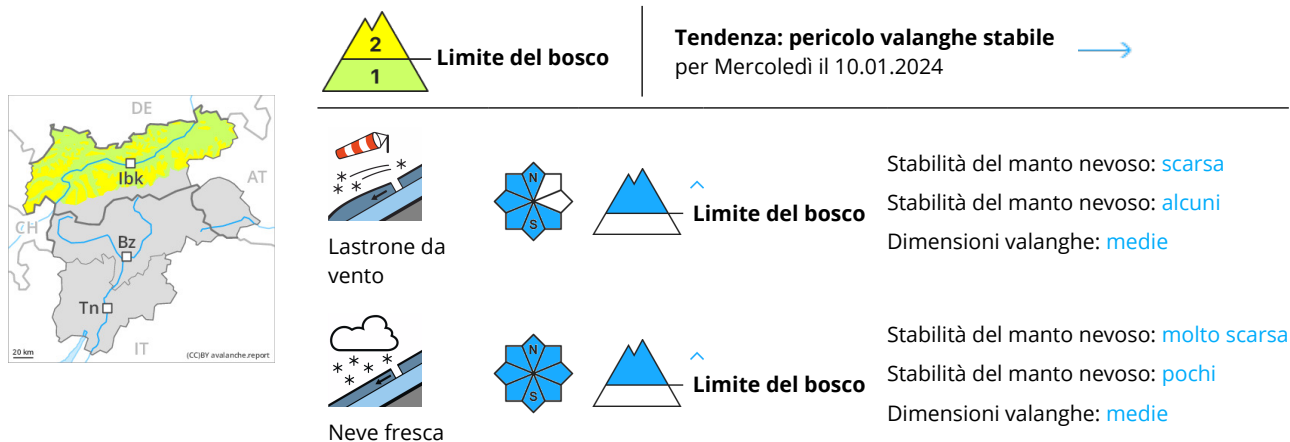 2
1
Limite del bosco
Tendenza: pericolo valanghe stabile
per Mercoledì il 10.01.2024
DE
Ibk
AT
CH
Bz
Tn
IT
20 km
(CC)BY avalanche.report
Lastrone da
vento
N
S
Limite del bosco
Stabilità del manto nevoso: scarsa
Stabilità del manto nevoso: alcuni
Dimensioni valanghe: medie
Neve fresca
N
S
Limite del bosco
Stabilità del manto nevoso: molto scarsa
Stabilità del manto nevoso: pochi
Dimensioni valanghe: medie